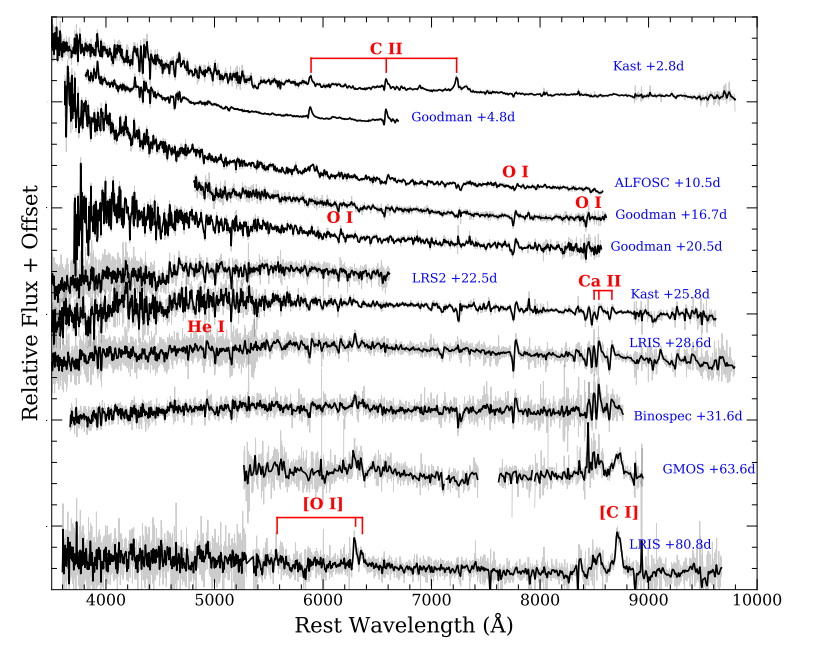 C II
Kast +2.8d
Goodman +4.8d
O I
ALFOSC +10.5d
O I
O I
Goodman +16.7d
Goodman +20.5d
LRS2 +22.5d
Ca II
Kast +25.8d
He I
LRIS +28.6d
Binospec +31.6d
GMOS +63.6d
[O I]
[C I]
LRIS +80.8d
Relative Flux + Offset
4000 5000 6000 7000 8000 9000 10000
Rest Wavelength (Å)